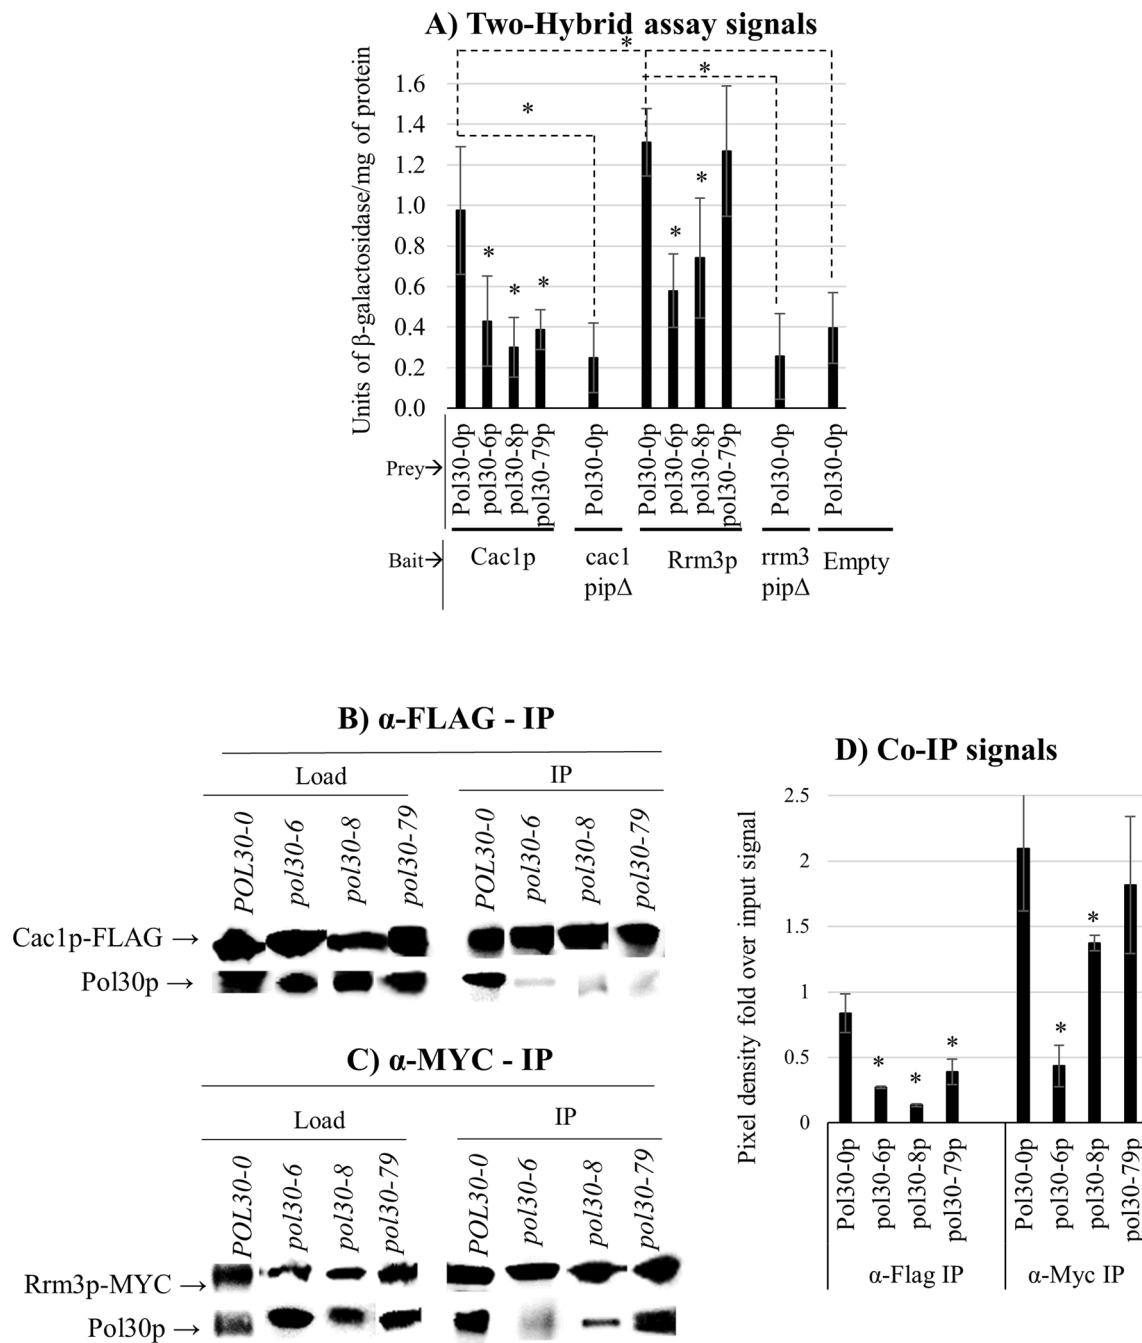 A) Two-Hybrid assay signals
Units of β-galactosidase/mg of protein
1.6
1.4
1.2
1.0
0.8
0.6
0.4
0.2
0.0
* * * * * * * *
Prey→ Pol30-0p pol30-6p pol30-8p pol30-79p Pol30-0p Pol30-0p pol30-6p pol30-8p pol30-79p Pol30-0p Pol30-0p
Bait→ Cac1p cac1 Rrm3p rrm3 Empty
pipΔ pipΔ
B) α-FLAG - IP
Load IP
POL30-0 pol30-6 pol30-8 pol30-79 POL30-0 pol30-6 pol30-8 pol30-79
Cac1p-FLAG →
Pol30p →
C) α-MYC - IP
Load IP
POL30-0 pol30-6 pol30-8 pol30-79 POL30-0 pol30-6 pol30-8 pol30-79
Rrm3p-MYC →
Pol30p →
D) Co-IP signals
Pixel density fold over input signal
2.5
2
1.5
1
0.5
0
* * * * *
Pol30-0p pol30-6p pol30-8p pol30-79p Pol30-0p pol30-6p pol30-8p pol30-79p
α-Flag IP α-Myc IP